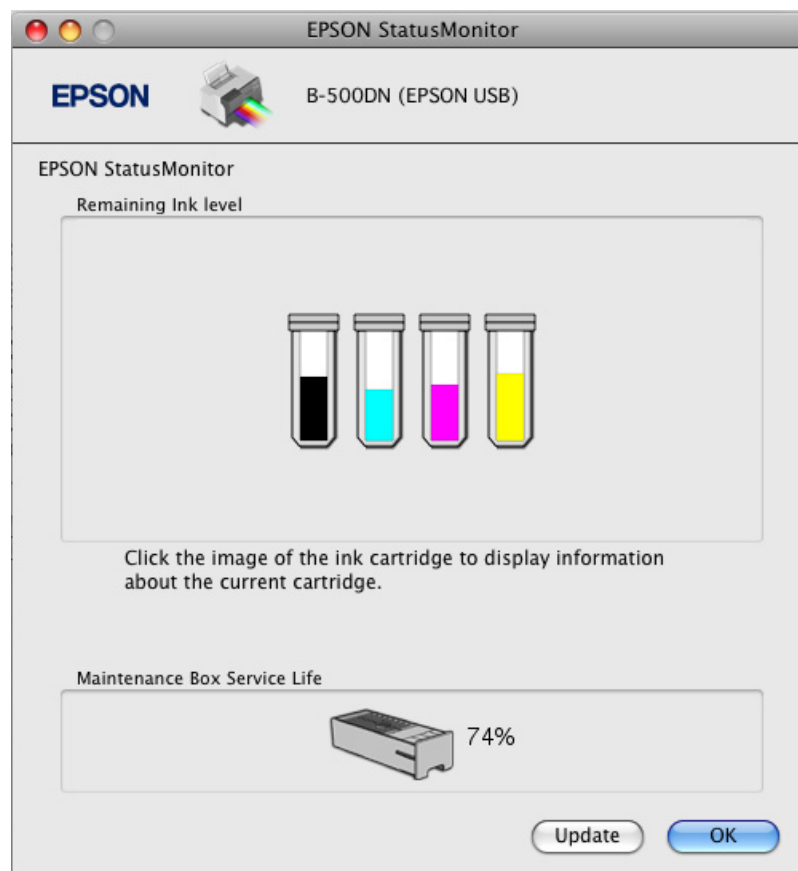 EPSON StatusMonitor
EPSON
B-500DN (EPSON USB)
EPSON StatusMonitor
Remaining Ink level
Click the image of the ink cartridge to display information
about the current cartridge.
Maintenance Box Service Life
74%
Update
OK